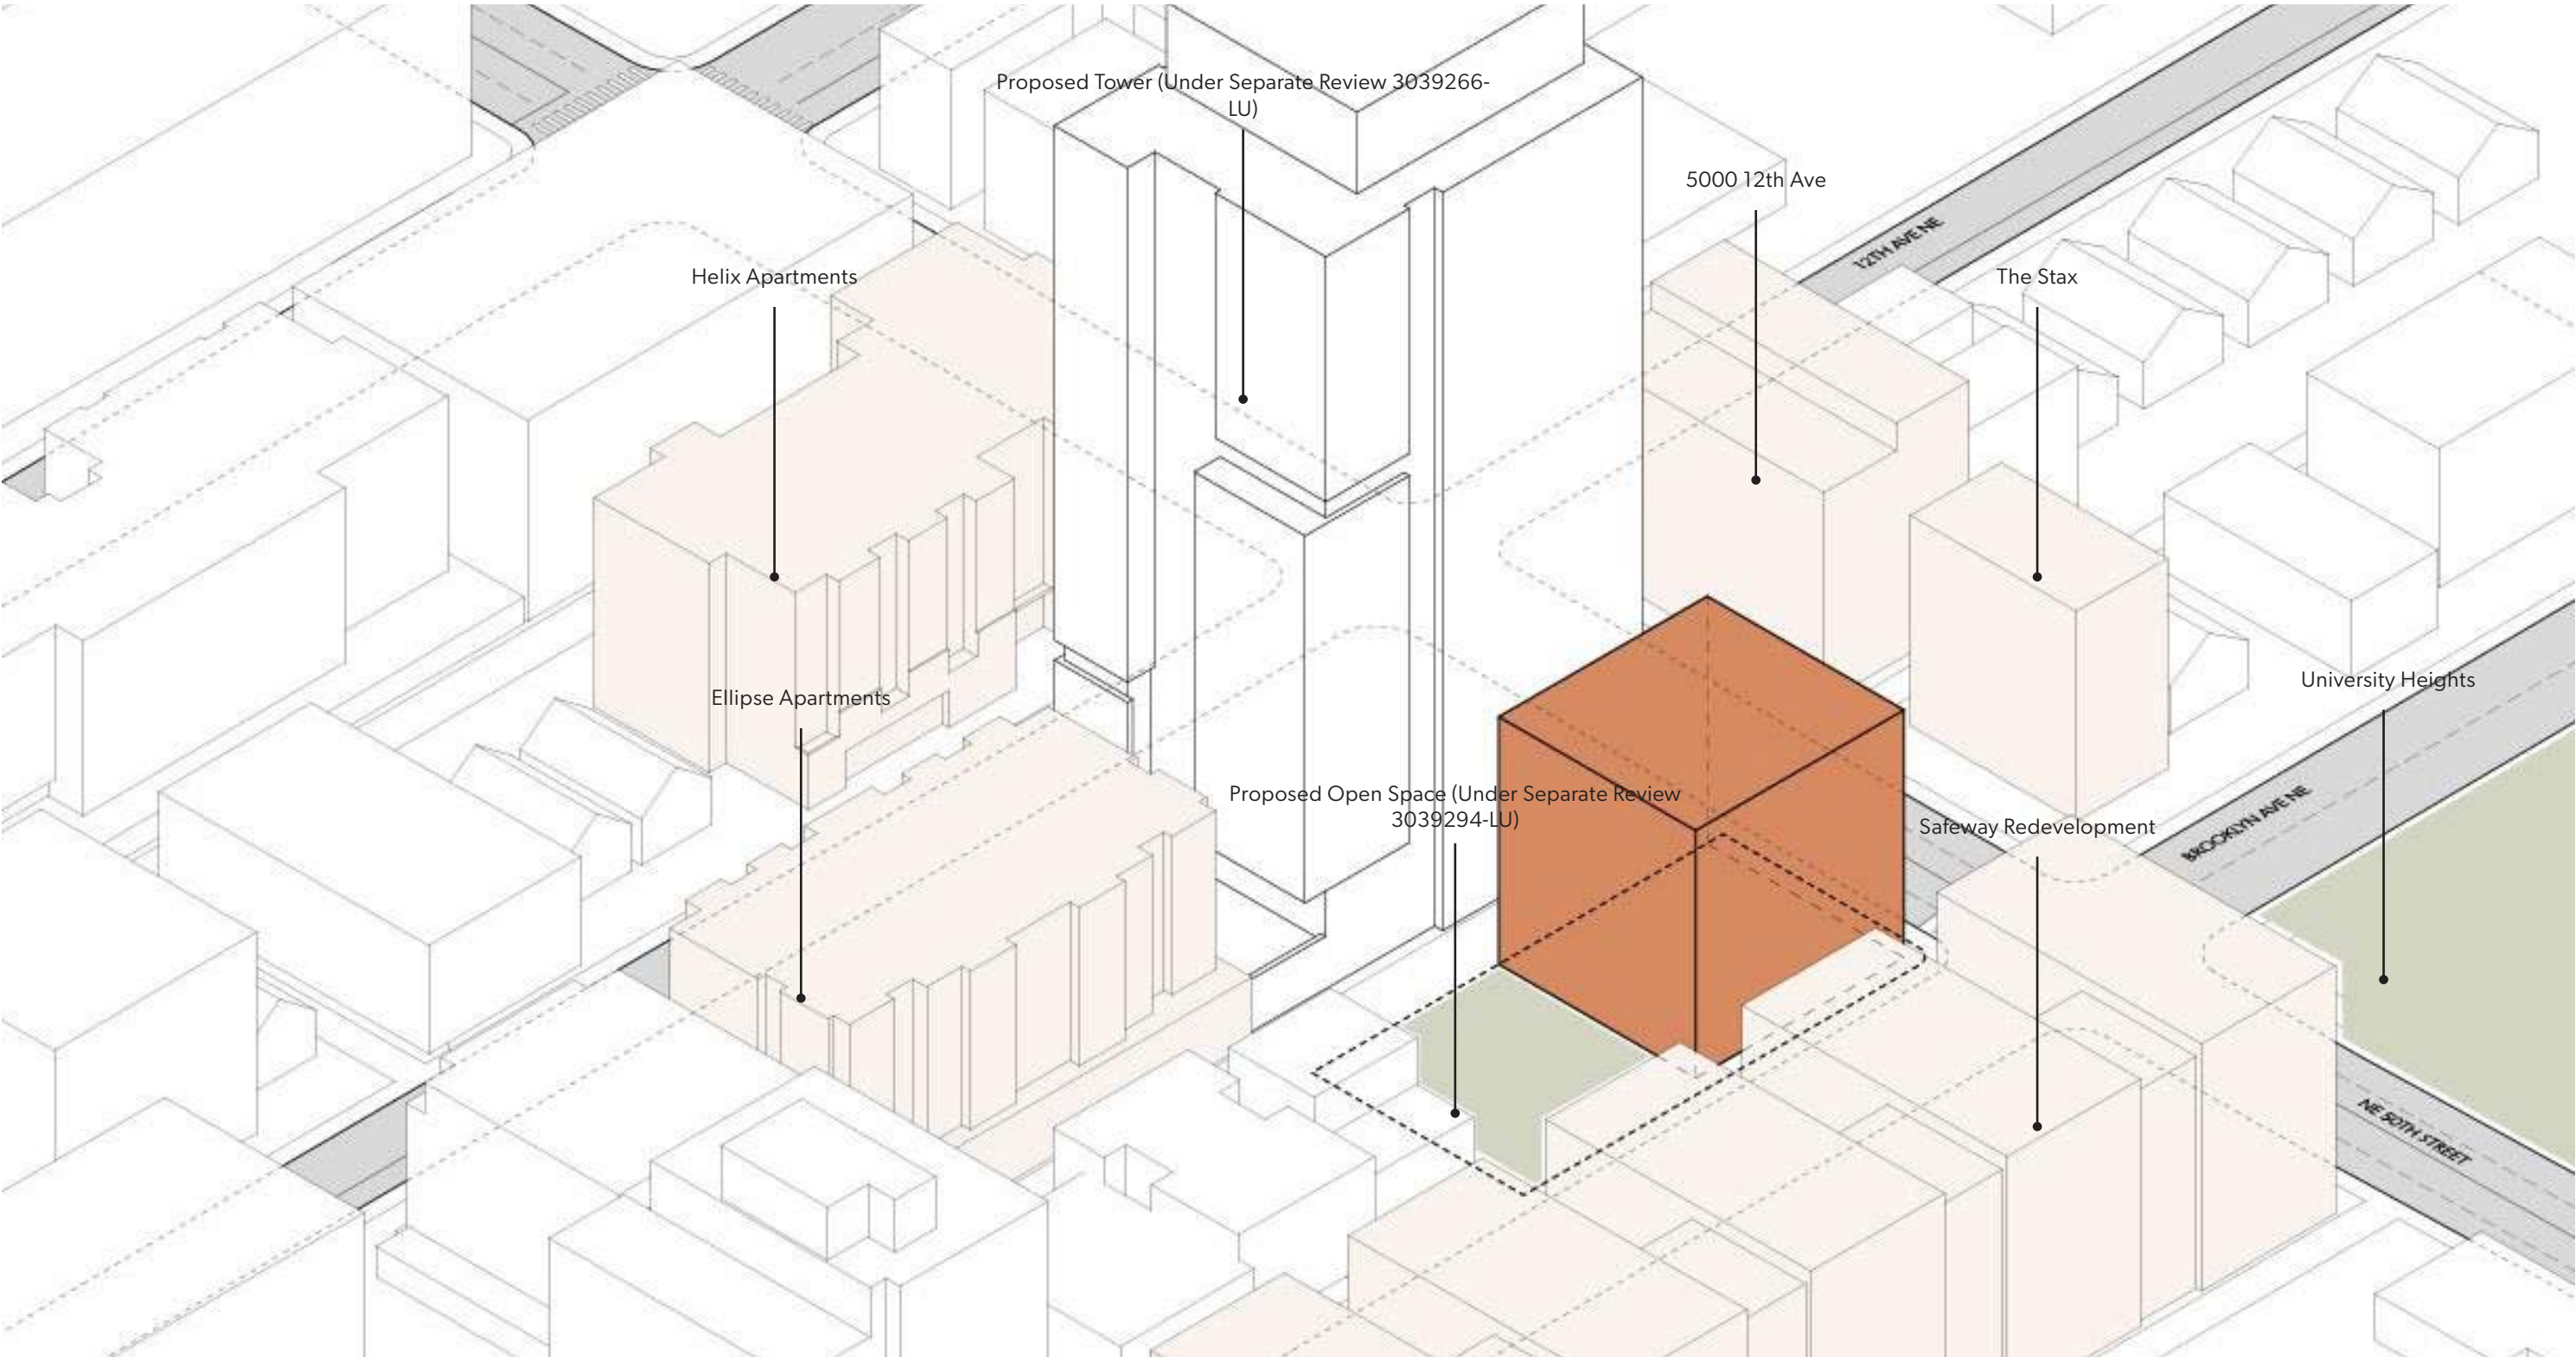 Proposed Tower (Under Separate Review 3039266-
LU)
5000 12th Ave
12TH AVE NE
Helix Apartments
The Stax
Ellipse Apartments
University Heights
Proposed Open Space (Under Separate Review
3039294-LU)
Safeway Redevelopment
BROOKLYN AVE NE
NE 50TH STREET